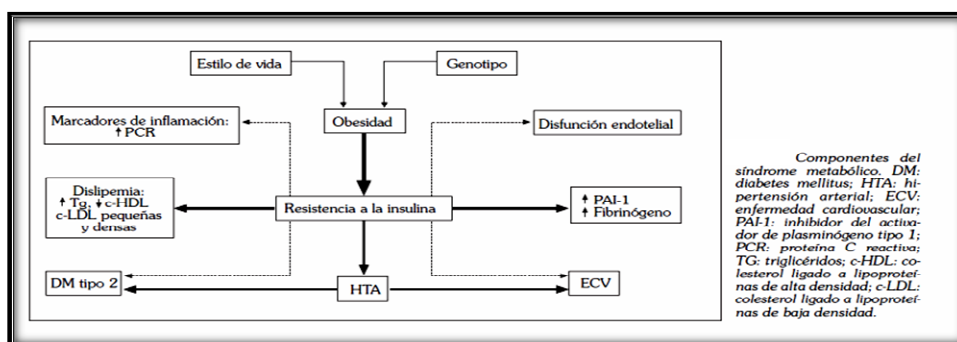 Estilo de vida
Genotipo
Marcadores de inflamación:
↑ PCR
Obesidad
Disfunción endotelial
Dislipemia:
↑ Tg, ↓ c-HDL
c-LDL pequeñas
y densas
Resistencia a la insulina
↑ PAI-1
↑ Fibrinógeno
DM tipo 2
HTA
ECV
Componentes del
síndrome metabólico. DM:
diabetes mellitus; HTA: hi-
pertensión arterial; ECV:
enfermedad cardiovascular;
PAI-1: inhibidor del activa-
dor de plasminógeno tipo 1;
PCR: proteína C reactiva;
TG: triglicéridos; c-HDL: co-
lesterol ligado a lipoproteí-
nas de alta densidad; c-LDL:
colesterol ligado a lipoproteí-
nas de baja densidad.